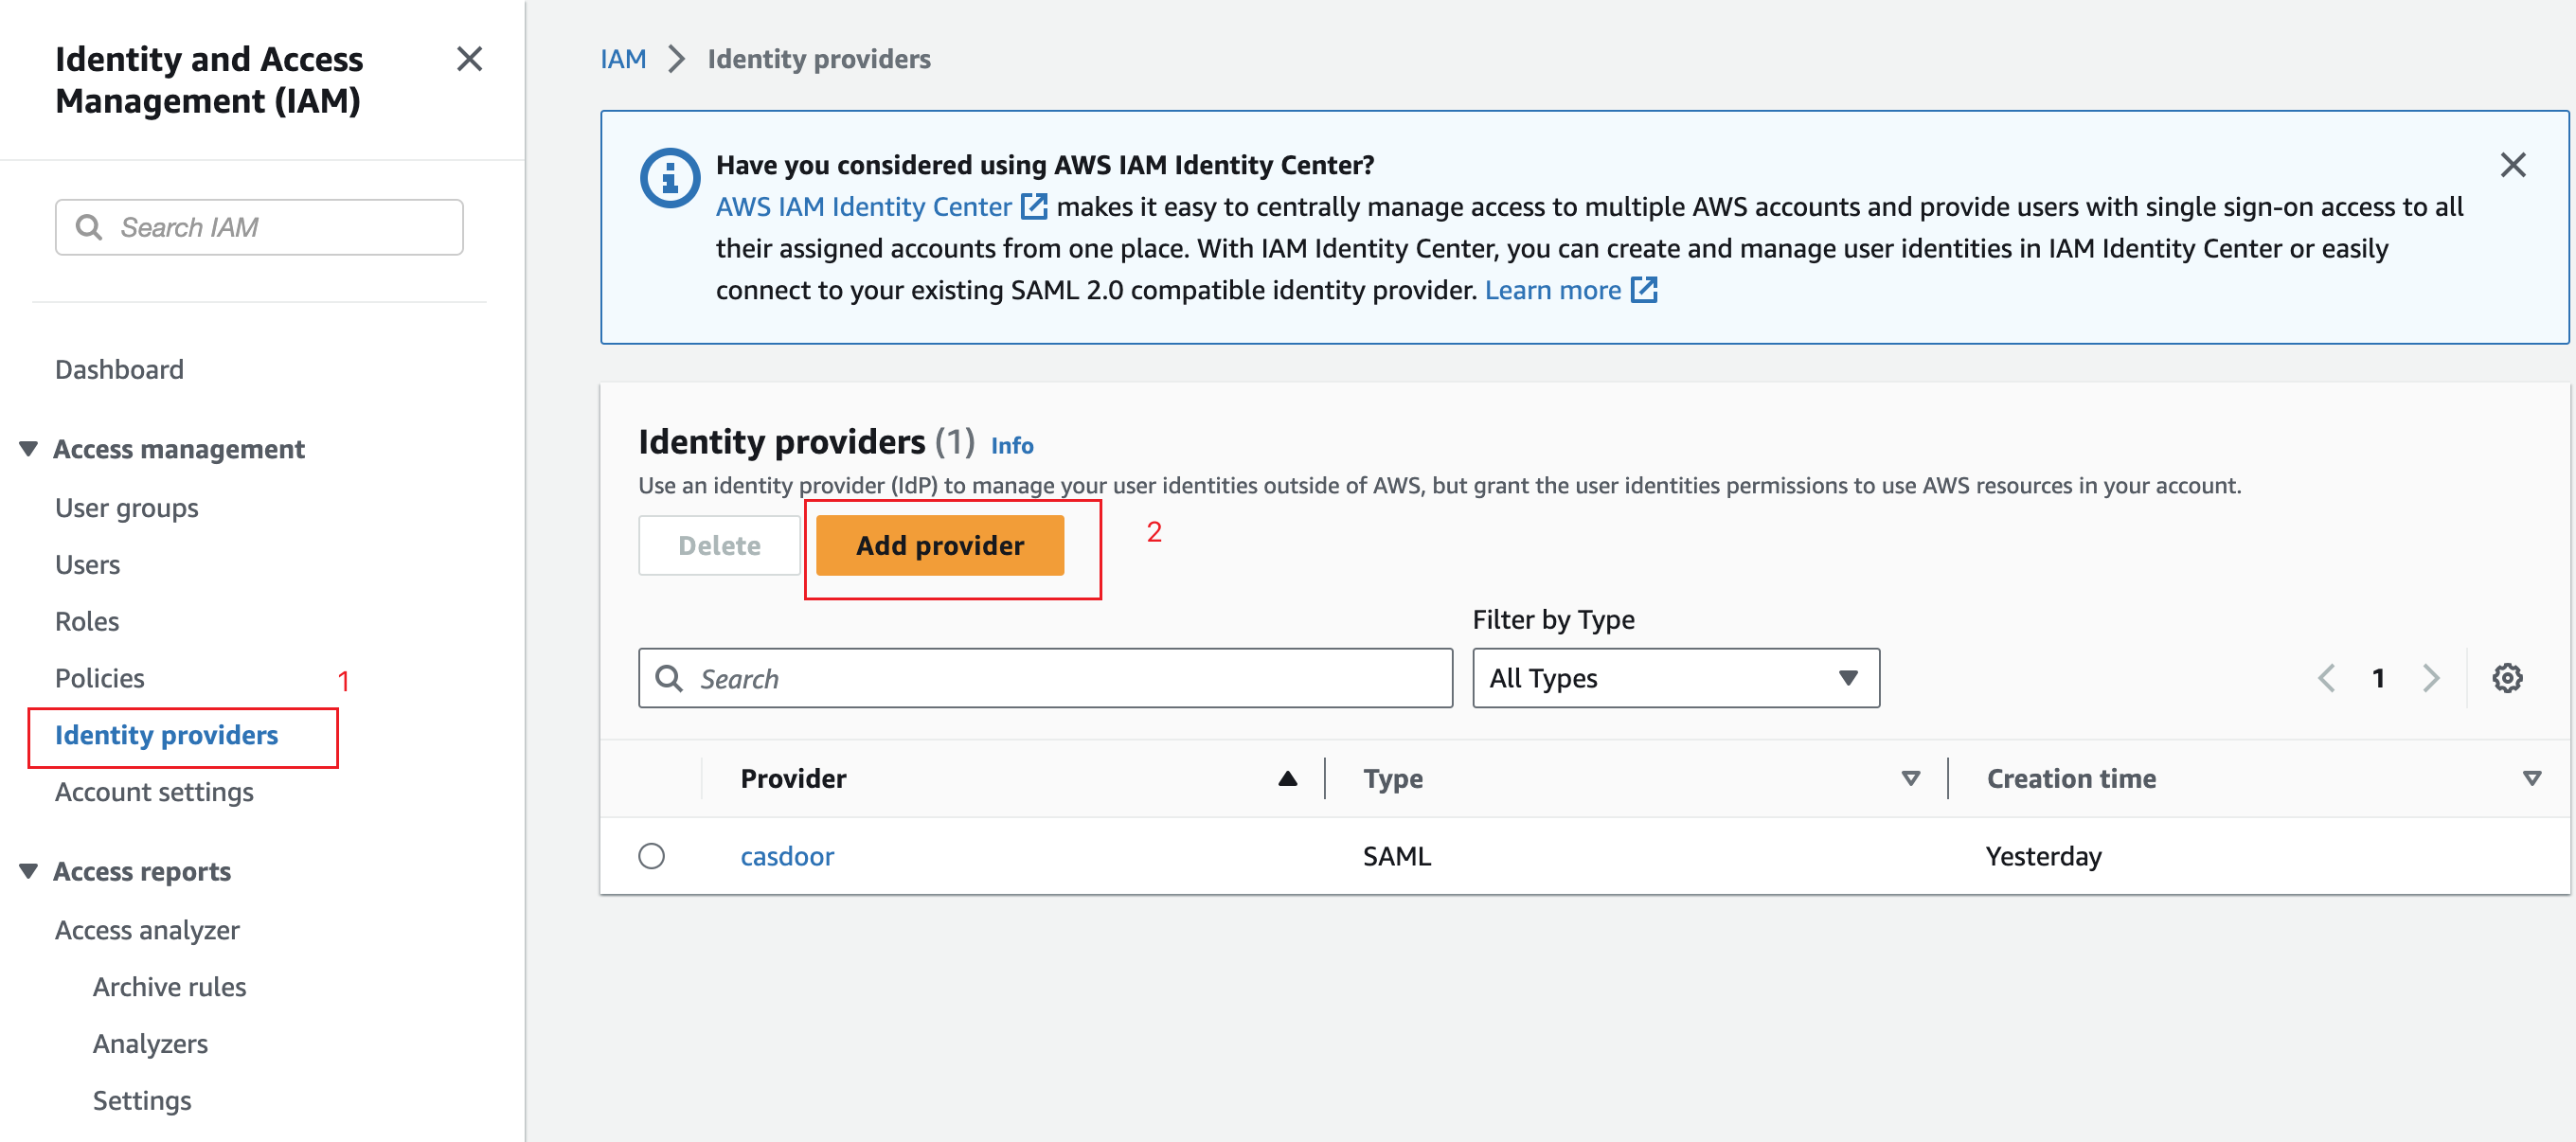 Identity and Access
Management (IAM)
Search IAM
Dashboard
Access management
User groups
Users
Roles
Policies
1
Identity providers
Account settings
Access reports
Access analyzer
Archive rules
Analyzers
Settings
IAM > Identity providers
Have you considered using AWS IAM Identity Center?
AWS IAM Identity Center makes it easy to centrally manage access to multiple AWS accounts and provide users with single sign-on access to all
their assigned accounts from one place. With IAM Identity Center, you can create and manage user identities in IAM Identity Center or easily
connect to your existing SAML 2.0 compatible identity provider. Learn more
Identity providers (1) Info
Use an identity provider (IdP) to manage your user identities outside of AWS, but grant the user identities permissions to use AWS resources in your account.
Delete Add provider 2
Filter by Type
Search All Types 1
Provider Type Creation time
casdoor SAML Yesterday